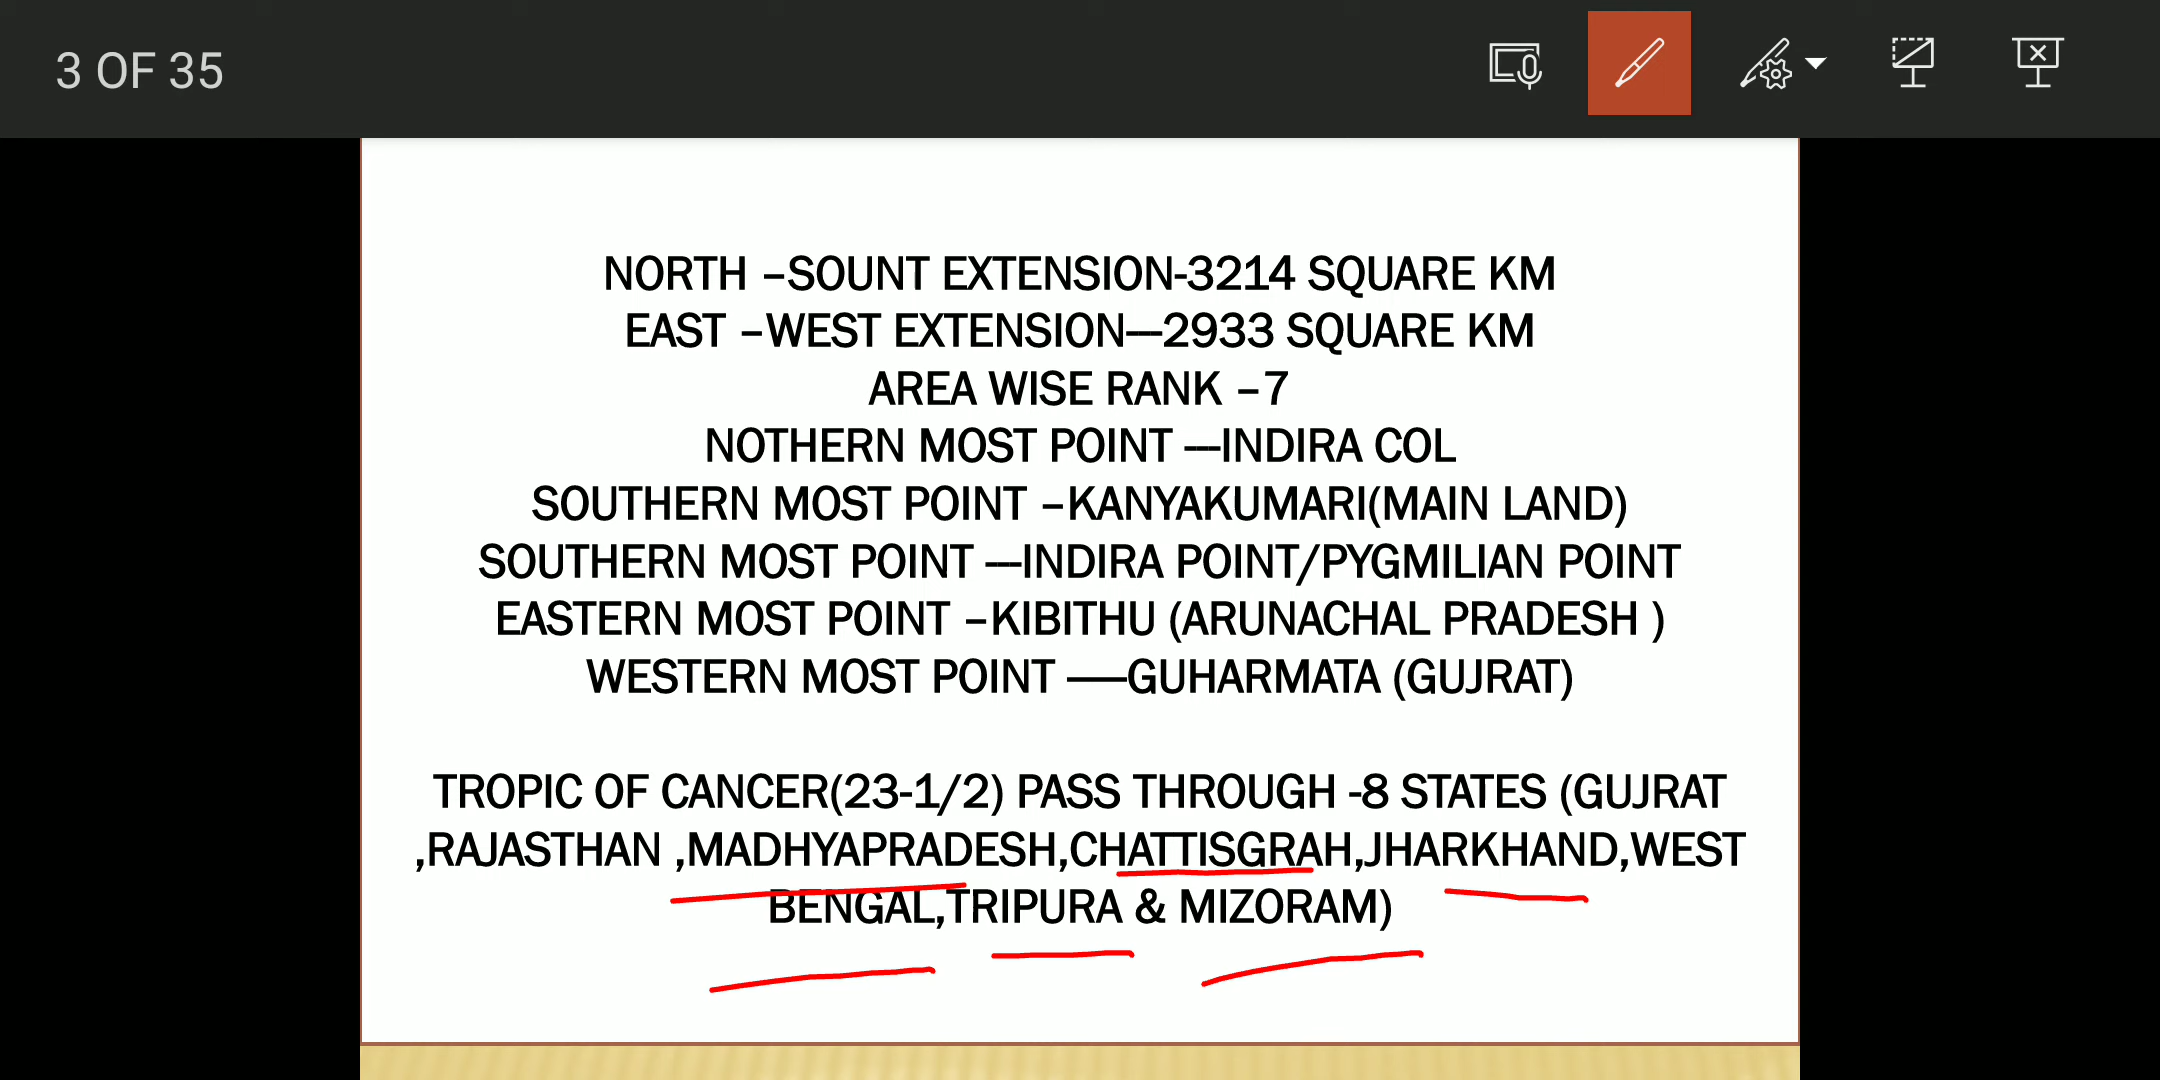 3 OF 35
NORTH –SOUNT EXTENSION-3214 SQUARE KM
EAST –WEST EXTENSION---2933 SQUARE KM
AREA WISE RANK –7
NOTHERN MOST POINT ---INDIRA COL
SOUTHERN MOST POINT –KANYAKUMARI(MAIN LAND)
SOUTHERN MOST POINT ---INDIRA POINT/PYGMILIAN POINT
EASTERN MOST POINT –KIBITHU (ARUNACHAL PRADESH )
WESTERN MOST POINT -----GUHARMATA (GUJRAT)
TROPIC OF CANCER(23-1/2) PASS THROUGH -8 STATES (GUJRAT
,RAJASTHAN ,MADHYAPRADESH,CHATTISGRAH,JHARKHAND,WEST
BENGAL,TRIPURA & MIZORAM)